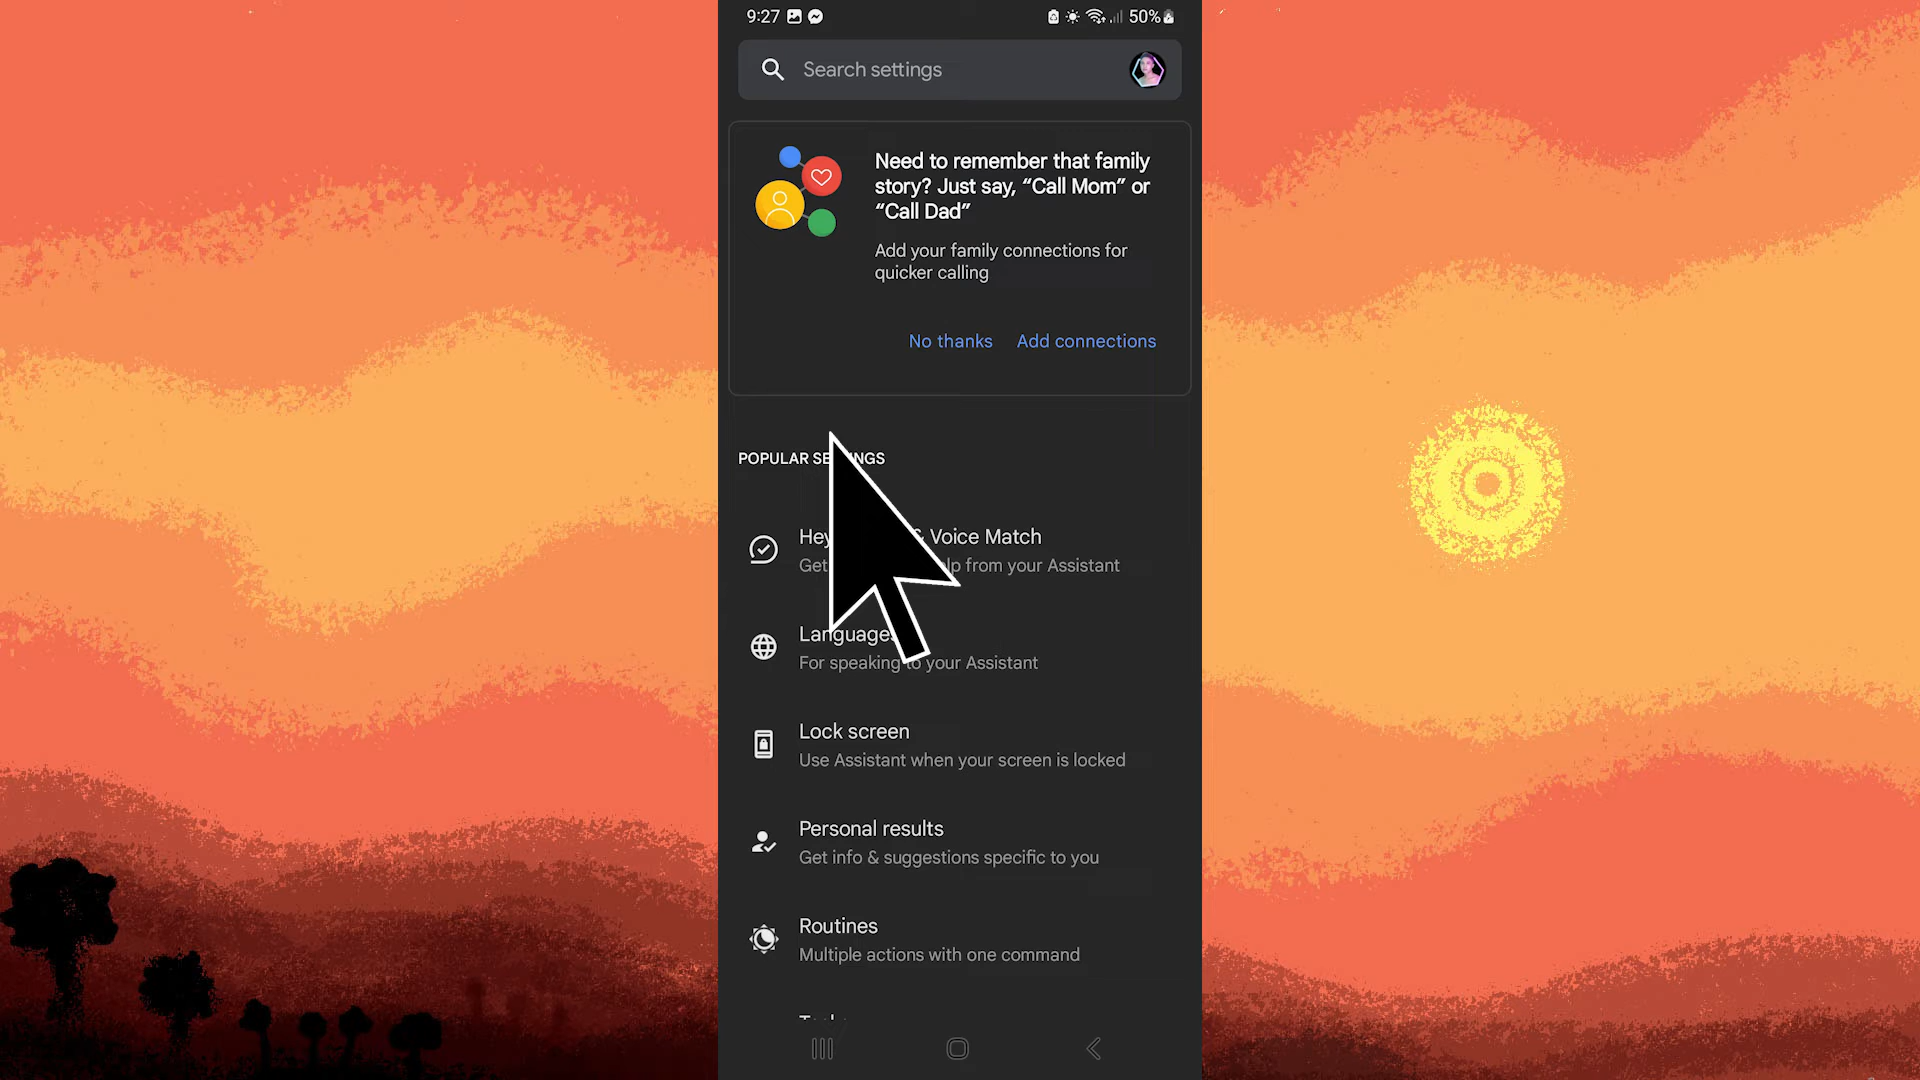 9:27 50%
Search settings
Need to remember that family
story? Just say, “Call Mom” or
“Call Dad”
Add your family connections for
quicker calling
No thanks Add connections
POPULAR SETTINGS
Hey & Voice Match
Get from your Assistant
Languages
For speaking to your Assistant
Lock screen
Use Assistant when your screen is locked
Personal results
Get info & suggestions specific to you
Routines
Multiple actions with one command